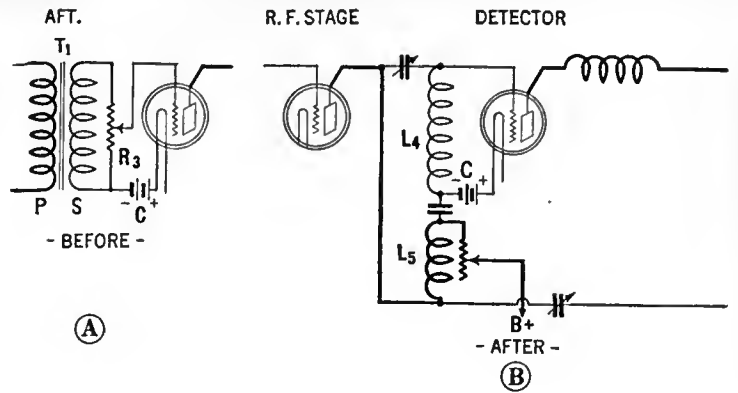 AFT.
R.F. STAGE
DETECTOR
T1
R3
P S
- C +
- BEFORE -
A
L4
- C +
L5
B+
- AFTER -
B